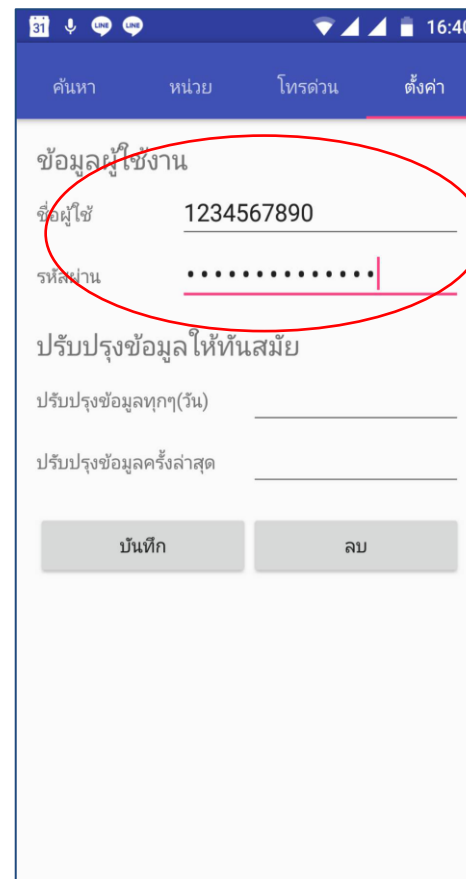 31 LINE LINE 16:40
ค้นหา หน่วย โทรด่วน ตั้งค่า
ข้อมูลผู้ใช้งาน
ชื่อผู้ใช้ 1234567890
รหัสผ่าน ••••••••••••••
ปรับปรุงข้อมูลให้ทันสมัย
ปรับปรุงข้อมูลทุกๆ(วัน)
ปรับปรุงข้อมูลครั้งล่าสุด
บันทึก ลบ